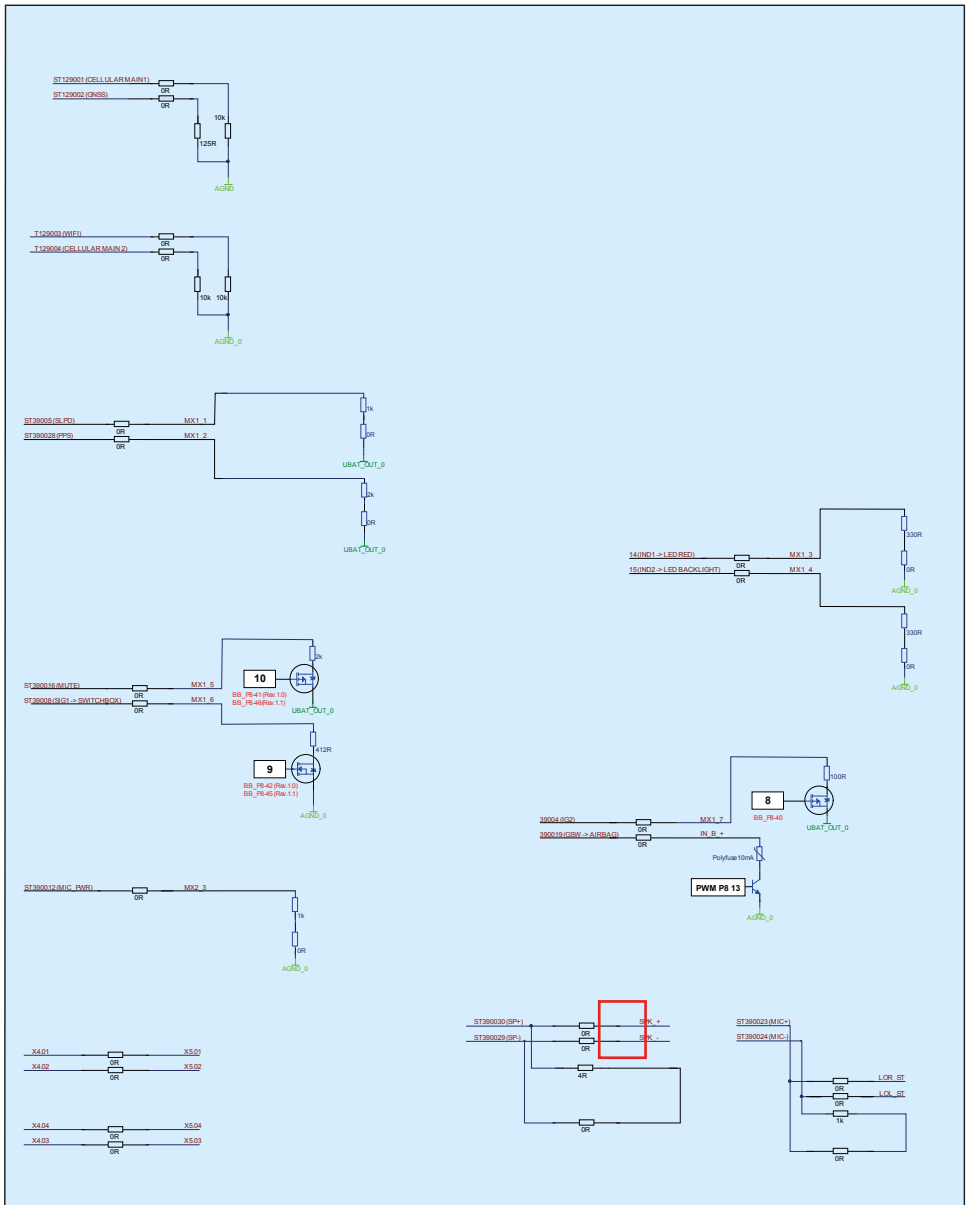 ST129001(CELLULAR MAIN1)
0R
ST129002(GNSS)
0R
10k
125R
AGND
T129003(WIFI)
0R
T129004(CELLULAR MAIN 2)
0R
10k
10k
AGND_0
ST39005(SLPD)
0R
MX1_1
ST390028(PPS)
0R
MX1_2
1k
0R
UBAT_OUT_0
2k
0R
UBAT_OUT_0
14(IND1 -> LED RED)
0R
MX1_3
15(IND2 -> LED BACKLIGHT)
0R
MX1_4
330R
0R
AGND_0
330R
0R
AGND_0
ST390016(MUTE)
0R
MX1_5
ST39008(SIG1 -> SWITCHBOX)
0R
MX1_6
2k
10
BB_P8-41(Rev.1.0)
BB_P8-46(Rev.1.1)
UBAT_OUT_0
412R
9
BB_P8-42(Rev.1.0)
BB_P8-45(Rev.1.1)
AGND_0
39004(IG2)
0R
MX1_7
390019(GSW -> AIRBAG)
0R
IN_B_+
100R
8
BB_P8-40
UBAT_OUT_0
Polyfuse10mA
PWM P8 13
AGND_0
ST390012(MIC_PWR)
0R
MX2_3
1k
0R
AGND_0
ST390030(SP+)
0R
SPK_+
ST390029(SP-)
0R
SPK_-
4R
0R
ST390023(MIC+)
ST390024(MIC-)
0R
LOR_ST
0R
LOL_ST
1k
0R
X4.01
0R
X5.01
X4.02
0R
X5.02
X4.04
0R
X5.04
X4.03
0R
X5.03